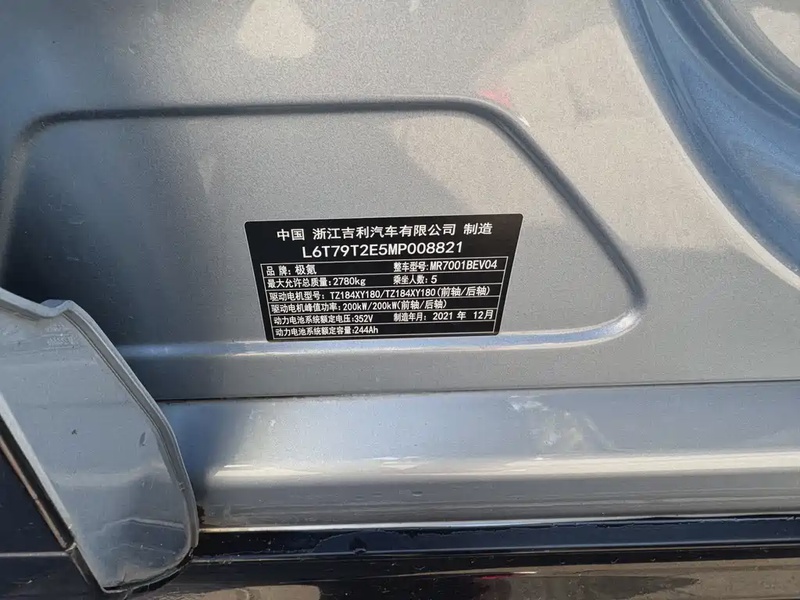 中国 浙江吉利汽车有限公司 制造
L6T79T2E5MP008821
品牌：极氪 整车型号：MR7001BEV04
最大允许总质量：2780kg 乘坐人数：5
驱动电机型号：TZ184XY180/TZ184XY180(前轴/后轴)
驱动电机峰值功率：200kW/200kW(前轴/后轴)
动力电池系统额定电压：352V 制造年月：2021 年 12月
动力电池系统额定容量：244Ah